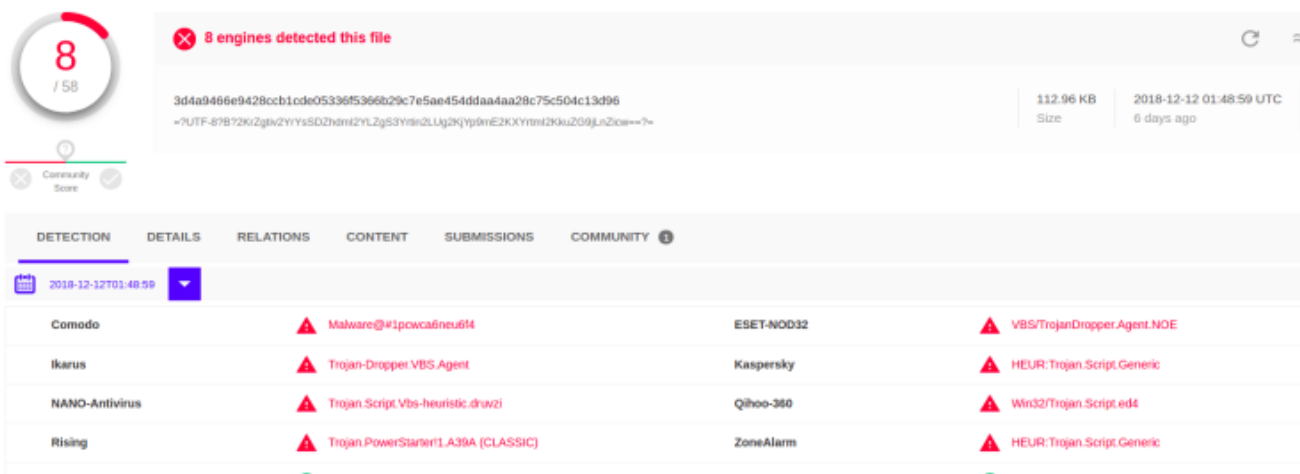 8 engines detected this file
8
/ 58
3d4a9466e9428ccb1cde05336f5366b29c7e5ae454ddaa4aa28c75c504c13d96
112.96 KB
2018-12-12 01:48:59 UTC
Size
6 days ago
?
Community
Score
DETECTION DETAILS RELATIONS CONTENT SUBMISSIONS COMMUNITY 1
2018-12-12T01:48:59
Comodo Malware@#1pcwca6neu6f4 ESET-NOD32 VBS/TrojanDropper.Agent.NOE
Ikarus Trojan-Dropper.VBS.Agent Kaspersky HEUR:Trojan.Script.Generic
NANO-Antivirus Trojan.Script.Vbs-heuristic.druvzi Qihoo-360 Win32/Trojan.Script.ed4
Rising Trojan.PowerStarter!1.A39A (CLASSIC) ZoneAlarm HEUR:Trojan.Script.Generic